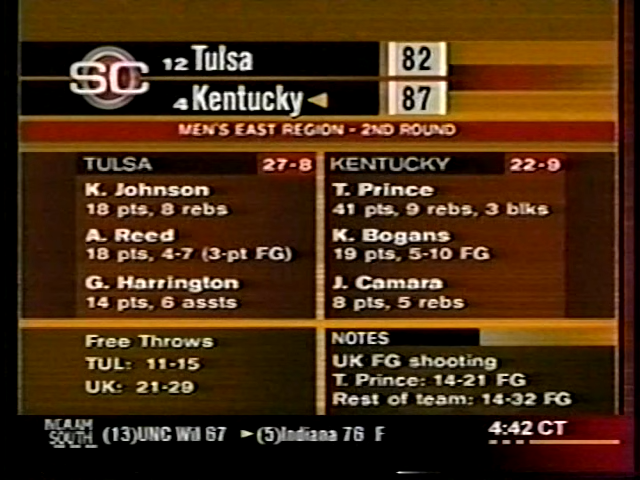 SC
12 Tulsa 82
4 Kentucky 87
MEN'S EAST REGION - 2ND ROUND
TULSA 27-8
K. Johnson
18 pts, 8 rebs
A. Reed
18 pts, 4-7 (3-pt FG)
G. Harrington
14 pts, 6 assts
KENTUCKY 22-9
T. Prince
41 pts, 9 rebs, 3 blks
K. Bogans
19 pts, 5-10 FG
J. Camara
8 pts, 5 rebs
Free Throws
TUL: 11-15
UK: 21-29
NOTES
UK FG shooting
T. Prince: 14-21 FG
Rest of team: 14-32 FG
NCAAM
SOUTH
(13)UNC Wil 67 (5)Indiana 76 F
4:42 CT